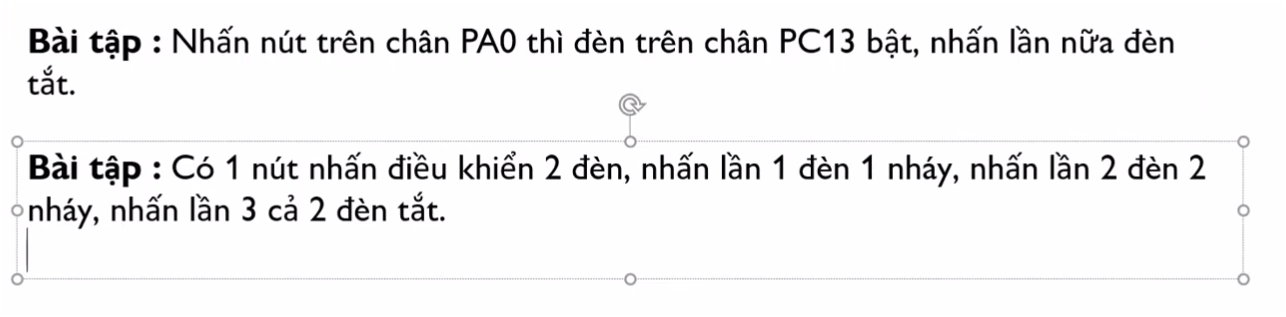 Bài tập : Nhấn nút trên chân PA0 thì đèn trên chân PC13 bật, nhấn lần nữa đèn
tắt.
Bài tập : Có 1 nút nhấn điều khiển 2 đèn, nhấn lần 1 đèn 1 nháy, nhấn lần 2 đèn 2
nháy, nhấn lần 3 cả 2 đèn tắt.